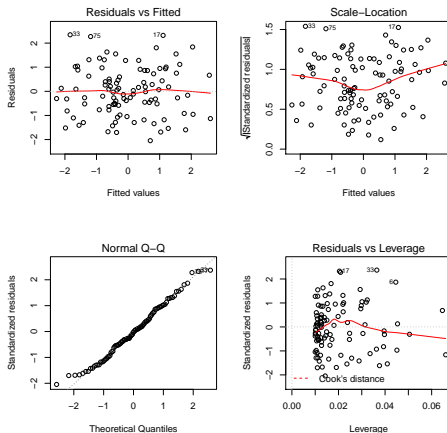 Residuals vs Fitted
Residuals
2
1
0
-1
-2
33
75
17
-2 -1 0 1 2
Fitted values
Scale-Location
√|Standardized residuals|
1.5
1.0
0.5
0.0
33
75
17
-2 -1 0 1 2
Fitted values
Normal Q-Q
Standardized residuals
2
1
0
-1
-2
33
-2 -1 0 1 2
Theoretical Quantiles
Residuals vs Leverage
Standardized residuals
2
1
0
-1
-2
17
33
6
Cook's distance
0.00 0.02 0.04 0.06
Leverage